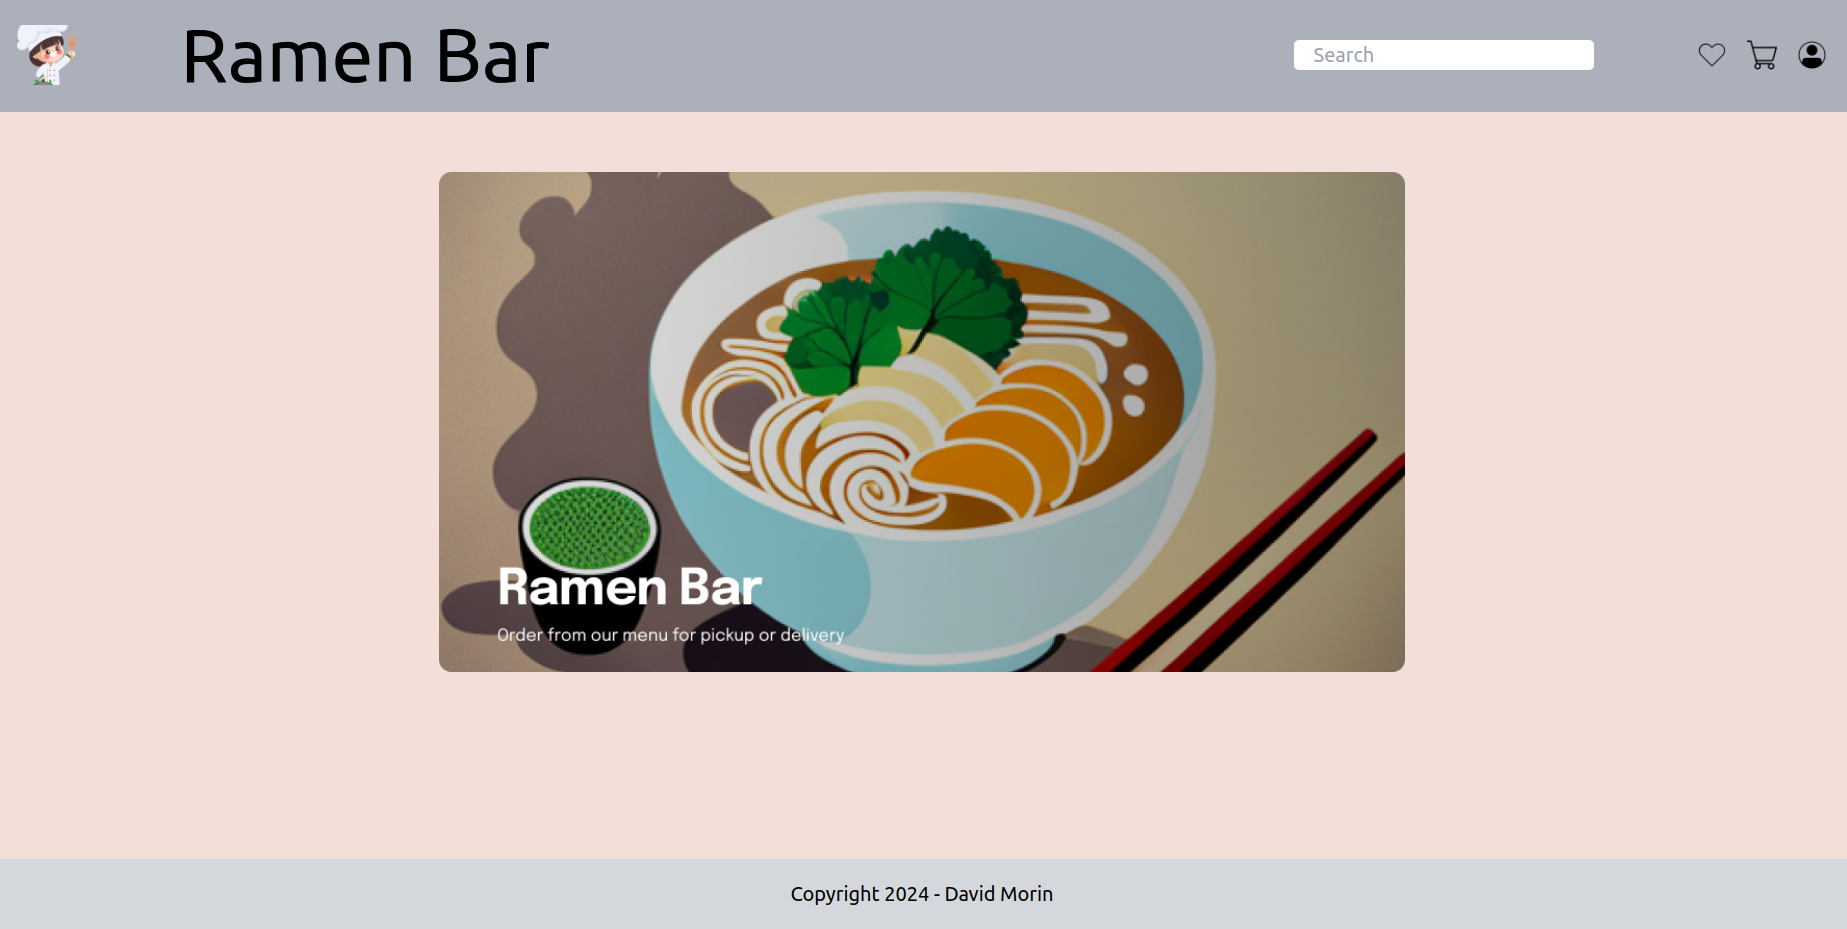 Ramen Bar
Search
Ramen Bar
Order from our menu for pickup or delivery
Copyright 2024 - David Morin